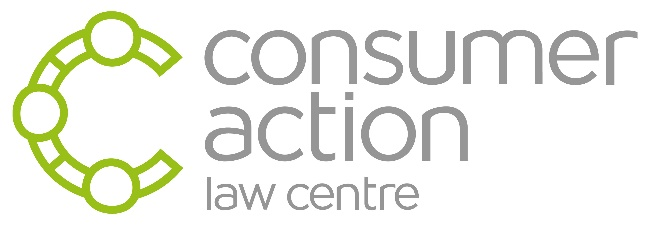 consumer
action
law centre